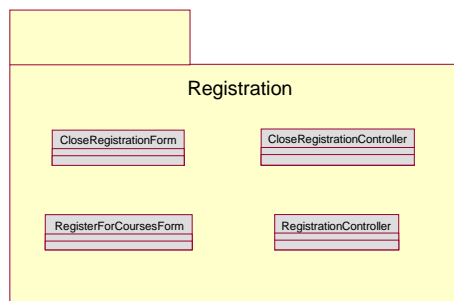 Registration
CloseRegistrationForm
CloseRegistrationController
RegisterForCoursesForm
RegistrationController